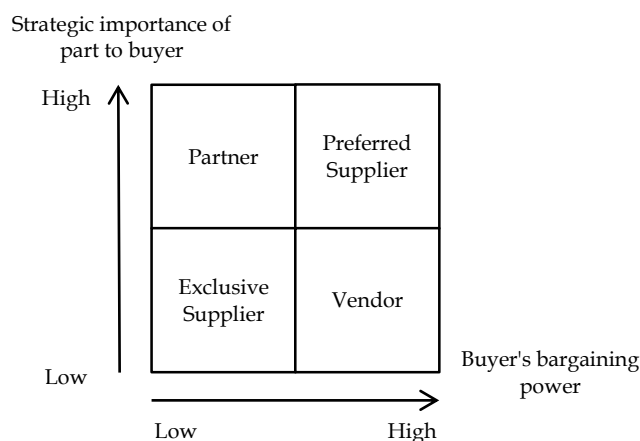 Strategic importance of
part to buyer
High
Partner
Preferred
Supplier
Exclusive
Supplier
Vendor
Low
Buyer's bargaining
power
Low
High